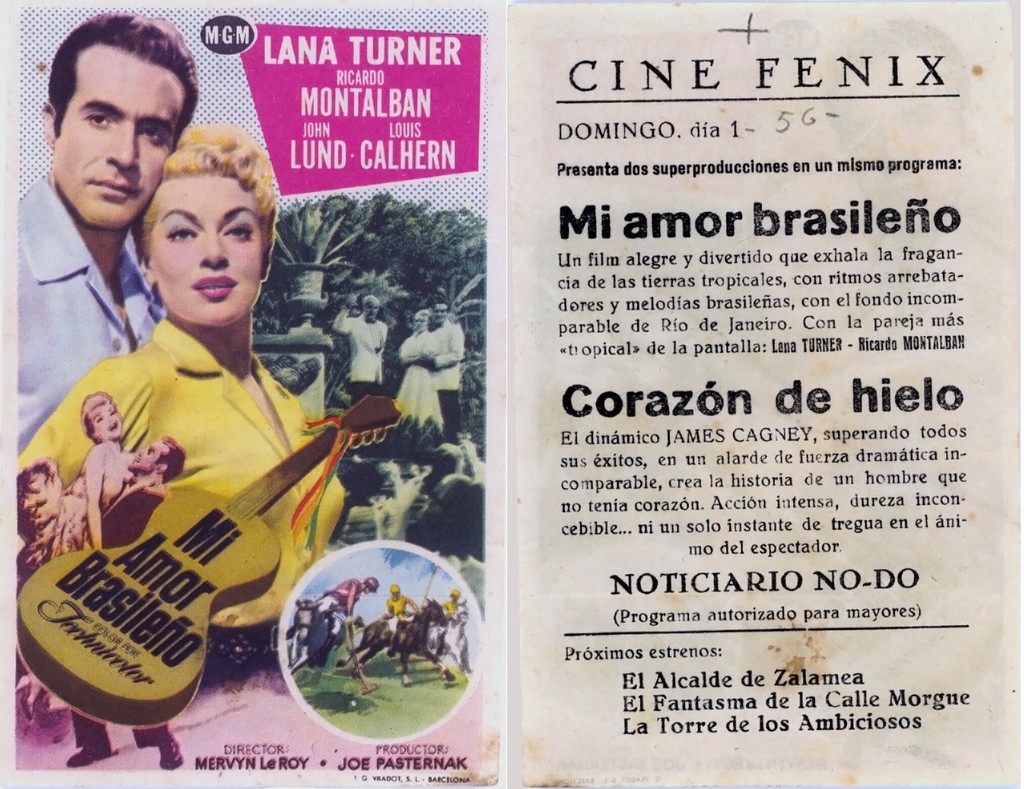 M-G-M
LANA TURNER
RICARDO
MONTALBAN
JOHN LOUIS
LUND · CALHERN
Mi
Amor
Brasileño
COLOR POR
Technicolor
DIRECTOR: PRODUCTOR:
MERVYN LeROY • JOE PASTERNAK
I G. VIRADOT, S. L. - BARCELONA
CINE FENIX
DOMINGO, día 1- 56-
Presenta dos superproducciones en un mismo programa:
Mi amor brasileño
Un film alegre y divertido que exhala la fragan-
cia de las tierras tropicales, con ritmos arrebata-
dores y melodías brasileñas, con el fondo incom-
parable de Río de Janeiro. Con la pareja más
«tropical» de la pantalla: Lana TURNER - Ricardo MONTALBAN
Corazón de hielo
El dinámico JAMES CAGNEY, superando todos
sus éxitos, en un alarde de fuerza dramática in-
comparable, crea la historia de un hombre que
no tenía corazón. Acción intensa, dureza incon-
cebible... ni un solo instante de tregua en el áni-
mo del espectador.
NOTICIARIO NO-DO
(Programa autorizado para mayores)
Próximos estrenos:
El Alcalde de Zalamea
El Fantasma de la Calle Morgue
La Torre de los Ambiciosos